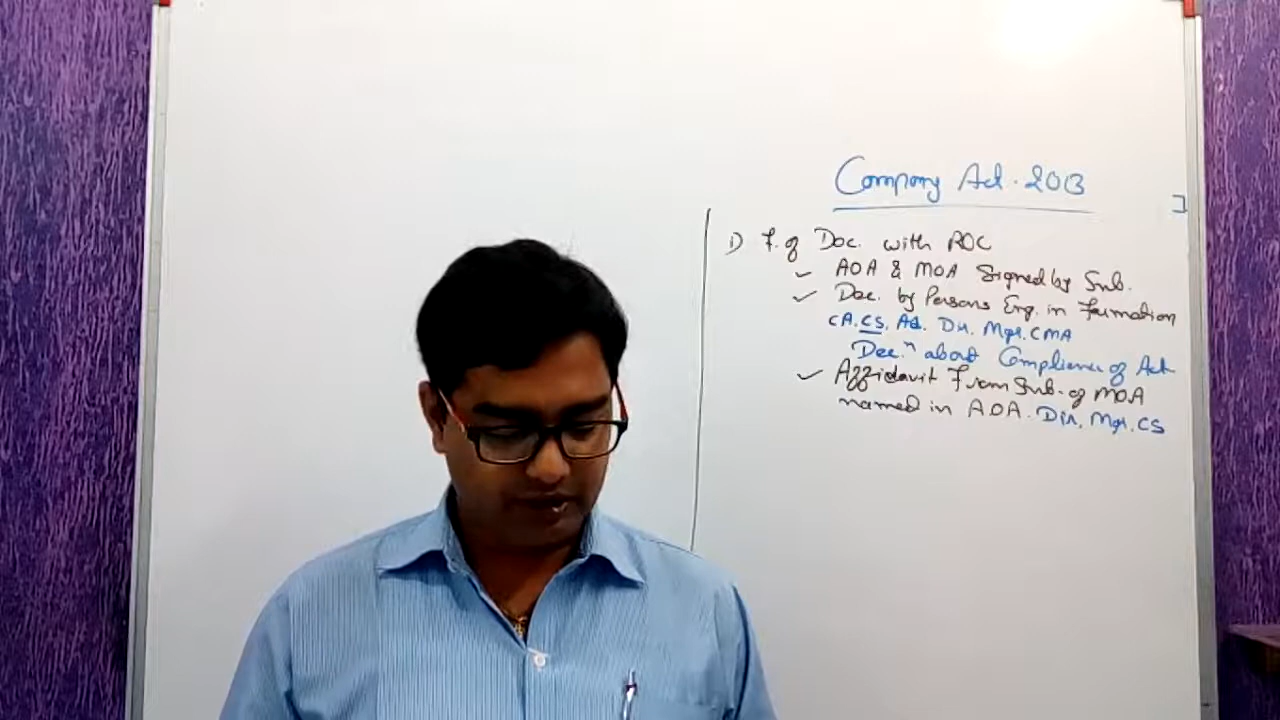 Company Act. 2013
1) F. of Doc. with ROC
✓ AOA & MOA Signed by Sub.
✓ Doc. by Persons Eng. in Formation
CA. CS. Ad. Dir. Mgr. CMA
Decⁿ about Compliance of Act
✓ Affidavit From Sub. of MOA
named in AOA. Dir, Mgr. CS